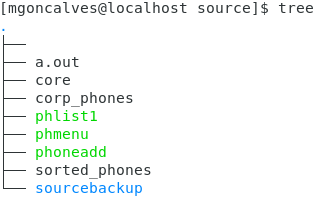 [mgoncalves@localhost source]$ tree
.
├──
├── a.out
├── core
├── corp_phones
├── phlist1
├── phmenu
├── phoneadd
├── sorted_phones
└── sourcebackup